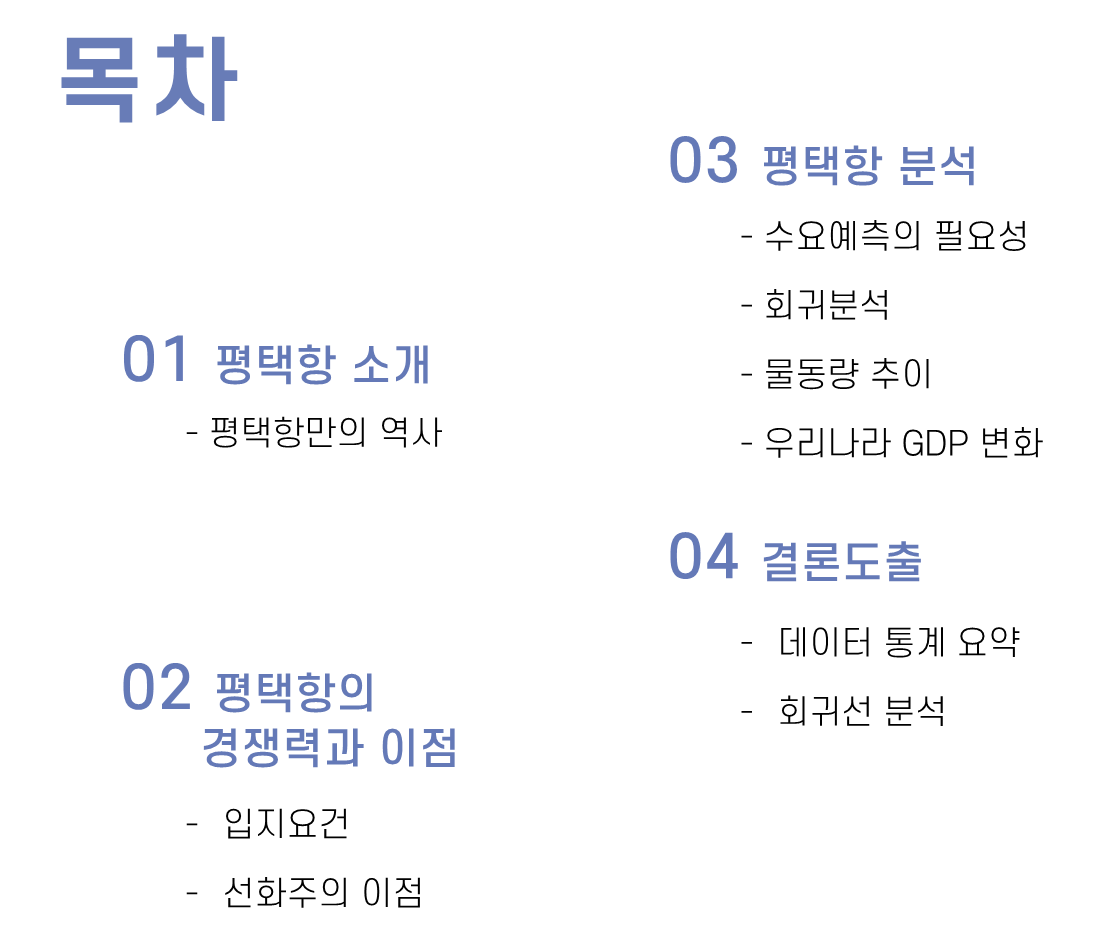 목차
01 평택항 소개
- 평택항만의 역사
02 평택항의
경쟁력과 이점
- 입지요건
- 선화주의 이점
03 평택항 분석
- 수요예측의 필요성
- 회귀분석
- 물동량 추이
- 우리나라 GDP 변화
04 결론도출
- 데이터 통계 요약
- 회귀선 분석